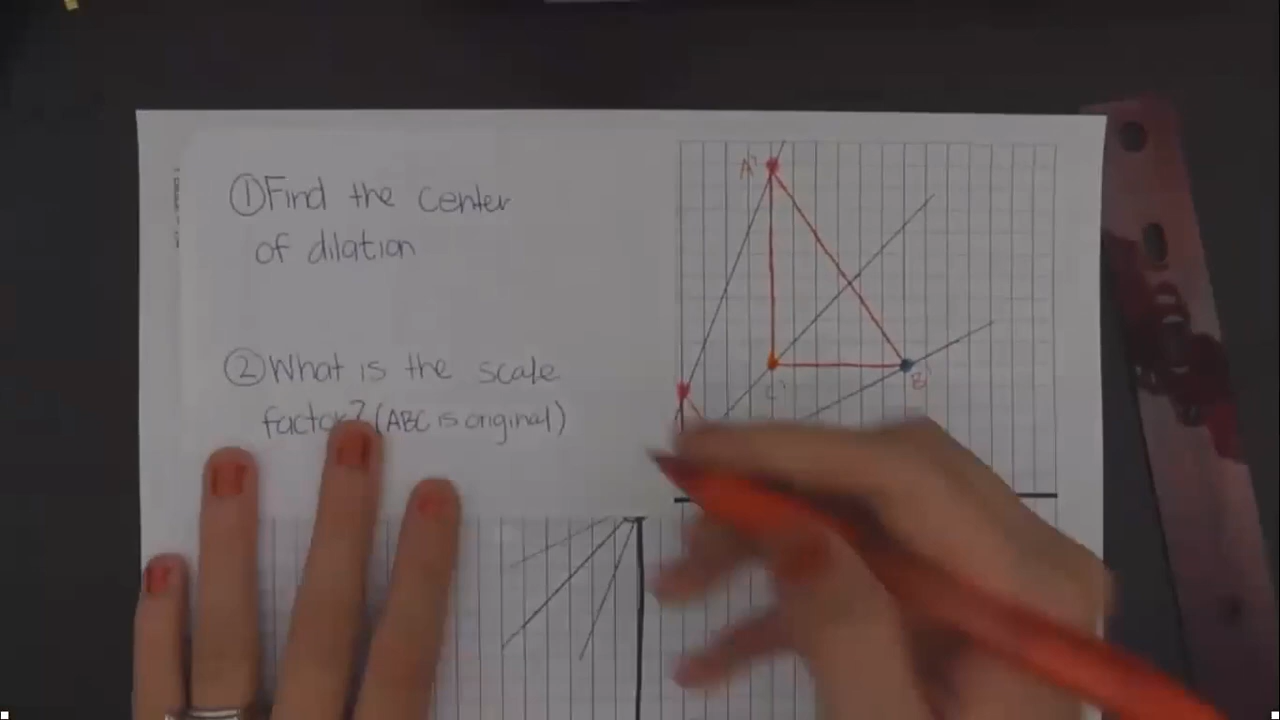 ①Find the center
of dilation
②What is the scale
factor? (ABC is original)
A'
C'
B'